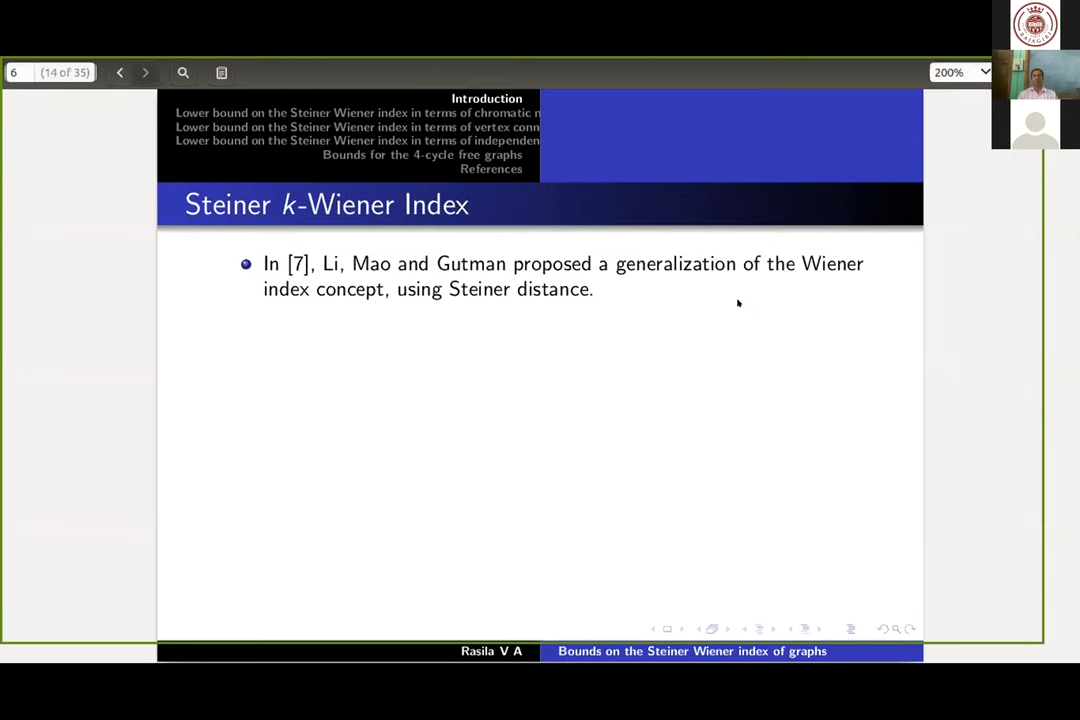 6 (14 of 35) 200%
Introduction
Lower bound on the Steiner Wiener index in terms of chromatic n
Lower bound on the Steiner Wiener index in terms of vertex conn
Lower bound on the Steiner Wiener index in terms of independen
Bounds for the 4-cycle free graphs
References
Steiner k-Wiener Index
In [7], Li, Mao and Gutman proposed a generalization of the Wiener
index concept, using Steiner distance.
Rasila V A Bounds on the Steiner Wiener index of graphs
RAJAGIRI